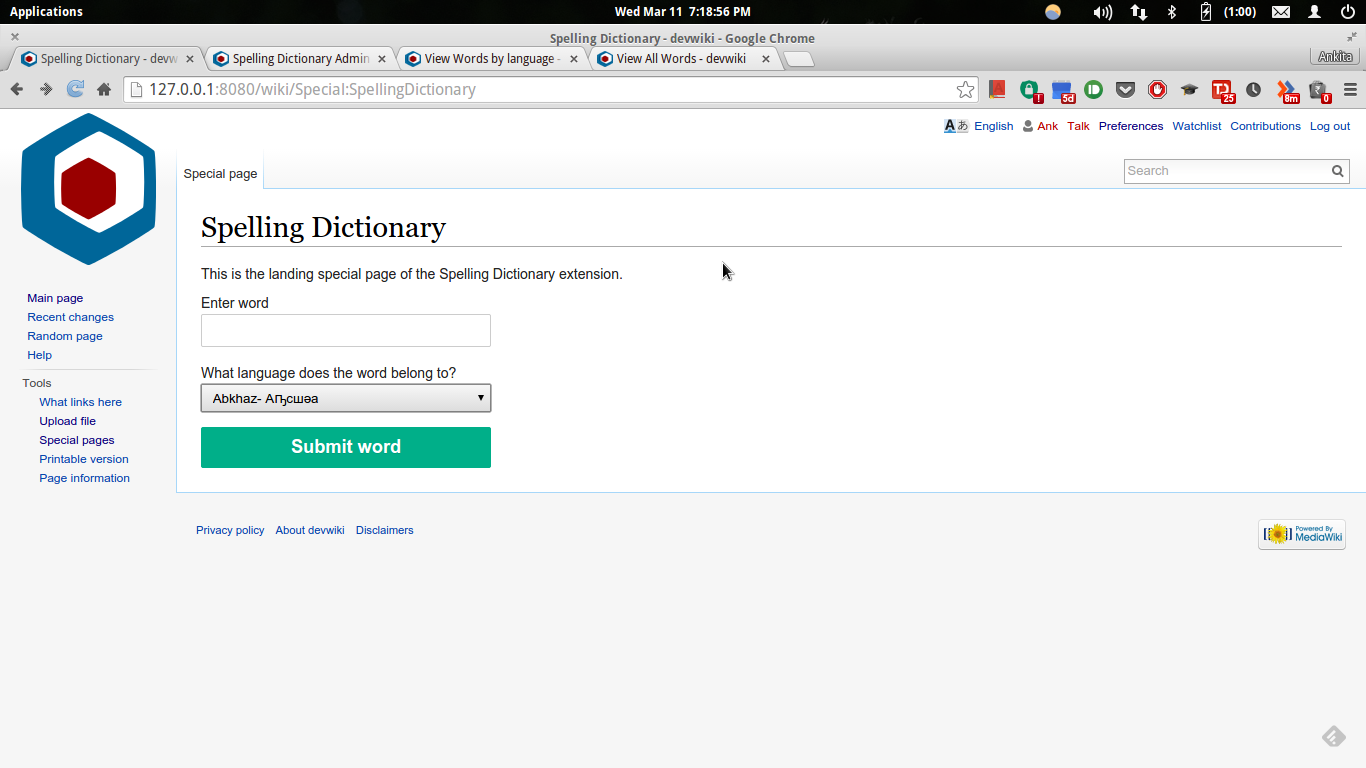 Applications
Wed Mar 11 7:18:56 PM
(1:00)
Spelling Dictionary - devwiki - Google Chrome
Spelling Dictionary - devw
Spelling Dictionary Admin
View Words by language -
View All Words - devwiki
Ankita
127.0.0.1:8080/wiki/Special:SpellingDictionary
!
5d
25
8m
0
English
Ank
Talk
Preferences
Watchlist
Contributions
Log out
Special page
Search
Spelling Dictionary
This is the landing special page of the Spelling Dictionary extension.
Enter word
What language does the word belong to?
Abkhaz- Аҧсшәа
Submit word
Main page
Recent changes
Random page
Help
Tools
What links here
Upload file
Special pages
Printable version
Page information
Privacy policy
About devwiki
Disclaimers
Powered By
MediaWiki